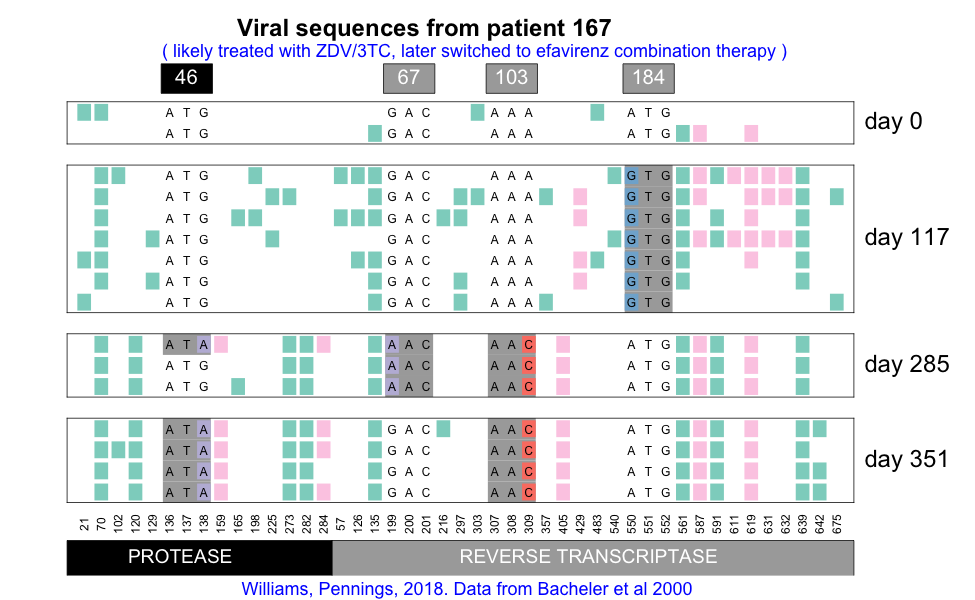 Viral sequences from patient 167
( likely treated with ZDV/3TC, later switched to efavirenz combination therapy )
46 67 103 184
A T G G A C A A A A T G
A T G G A C A A A A T G
day 0
A T G G A C A A A G T G
A T G G A C A A A G T G
A T G G A C A A A G T G
A T G G A C A A A G T G
A T G G A C A A A G T G
A T G G A C A A A G T G
A T G G A C A A A G T G
day 117
A T A A A C A A C A T G
A T G A A C A A C A T G
A T G A A C A A C A T G
day 285
A T A G A C A A C A T G
A T A G A C A A C A T G
A T A G A C A A C A T G
A T A G A C A A C A T G
day 351
21 70 102 120 129 136 137 138 159 165 198 225 273 282 284 57 126 135 199 200 201 216 297 303 307 308 309 357 405 429 483 540 550 551 552 561 587 591 611 619 631 632 639 642 675
PROTEASE REVERSE TRANSCRIPTASE
Williams, Pennings, 2018. Data from Bacheler et al 2000